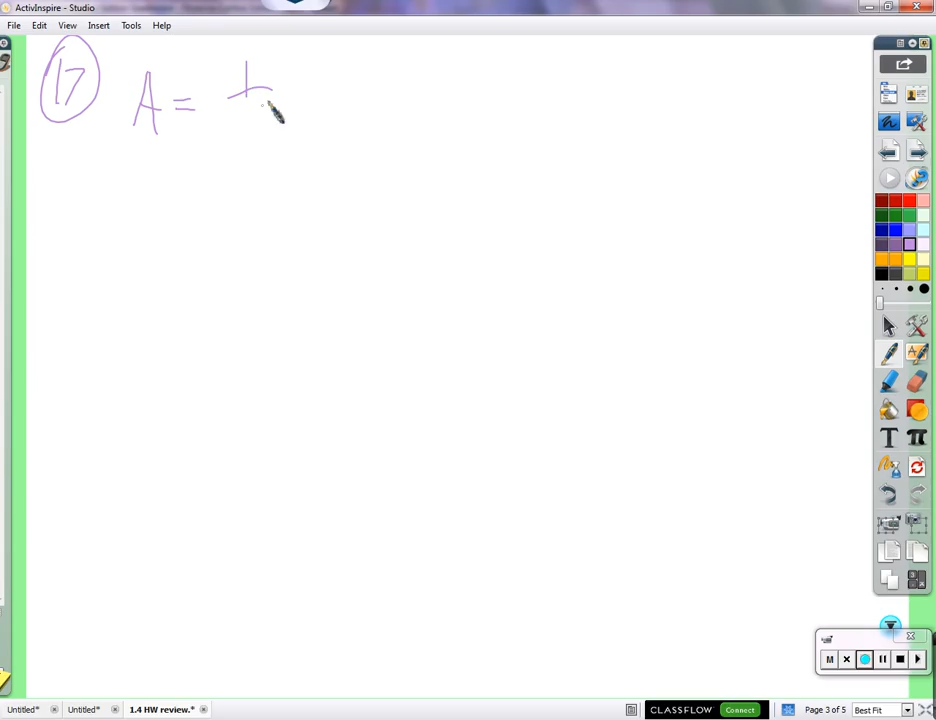 ActivInspire - Studio
File Edit View Insert Tools Help
17 A = 1
Untitled* Untitled* 1.4 HW review.* CLASSFLOW Connect Page 3 of 5 Best Fit
M